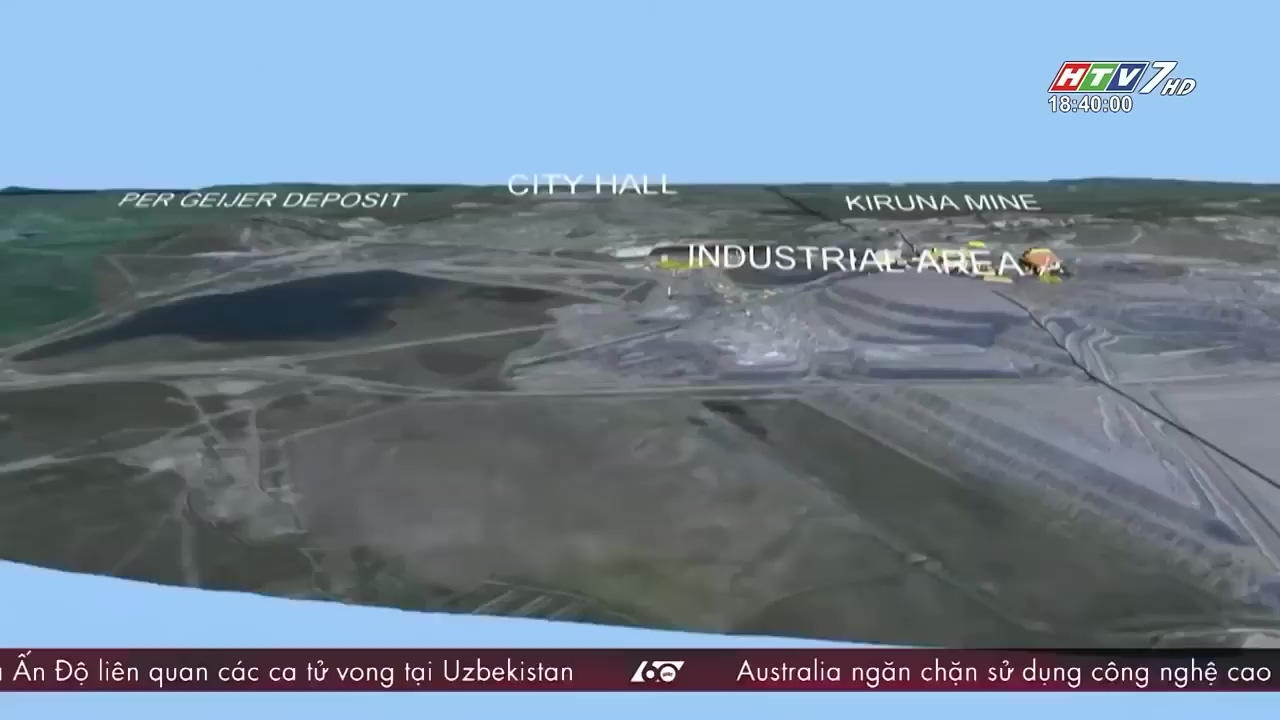 HTV7 HD
18:40:00
CITY HALL
PER GEIJER DEPOSIT
KIRUNA MINE
INDUSTRIAL AREA
Ấn Độ liên quan các ca tử vong tại Uzbekistan
60
Australia ngăn chặn sử dụng công nghệ cao